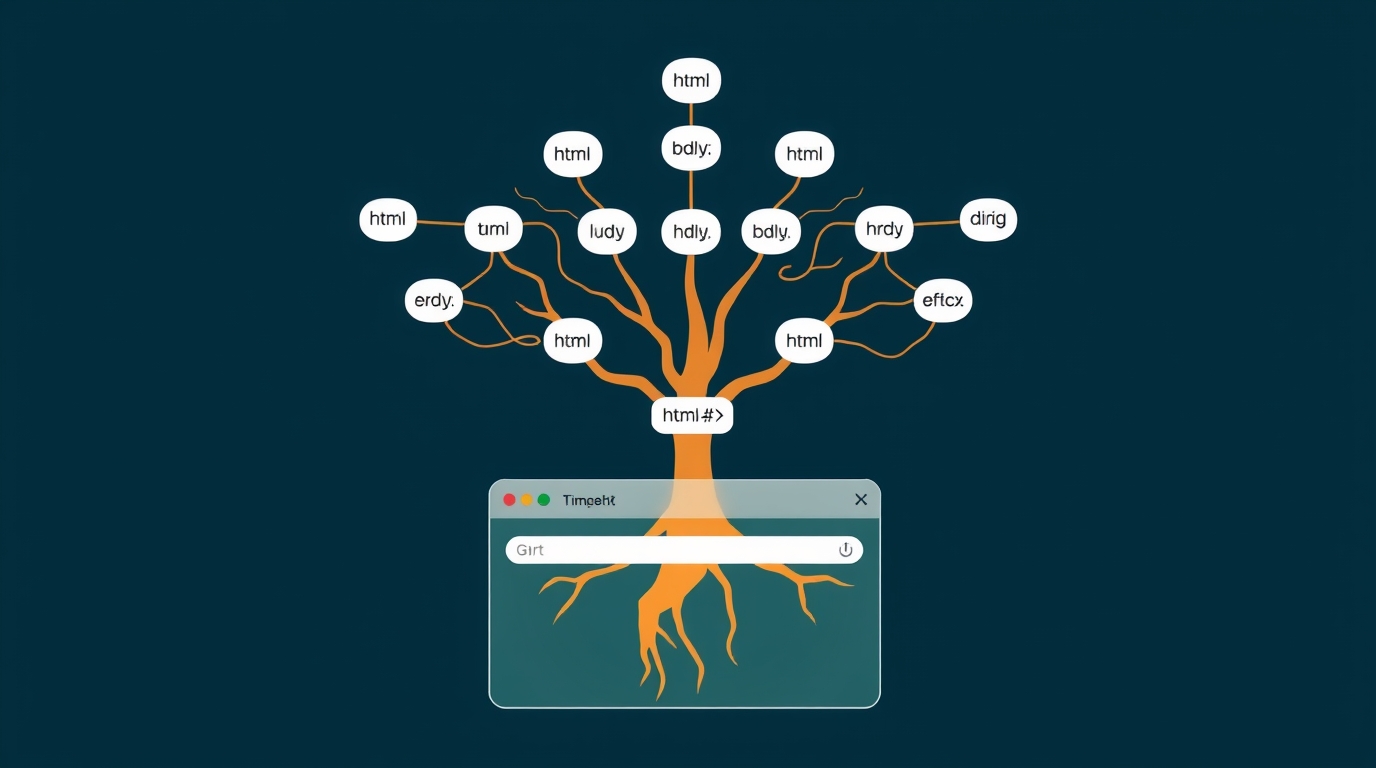 html
html
bdly:
html
html
tıml
ludy
hdly.
bdly.
hrdy
dirig
erdy.
eftcx
html
html
html#>
Timgeht
Girt